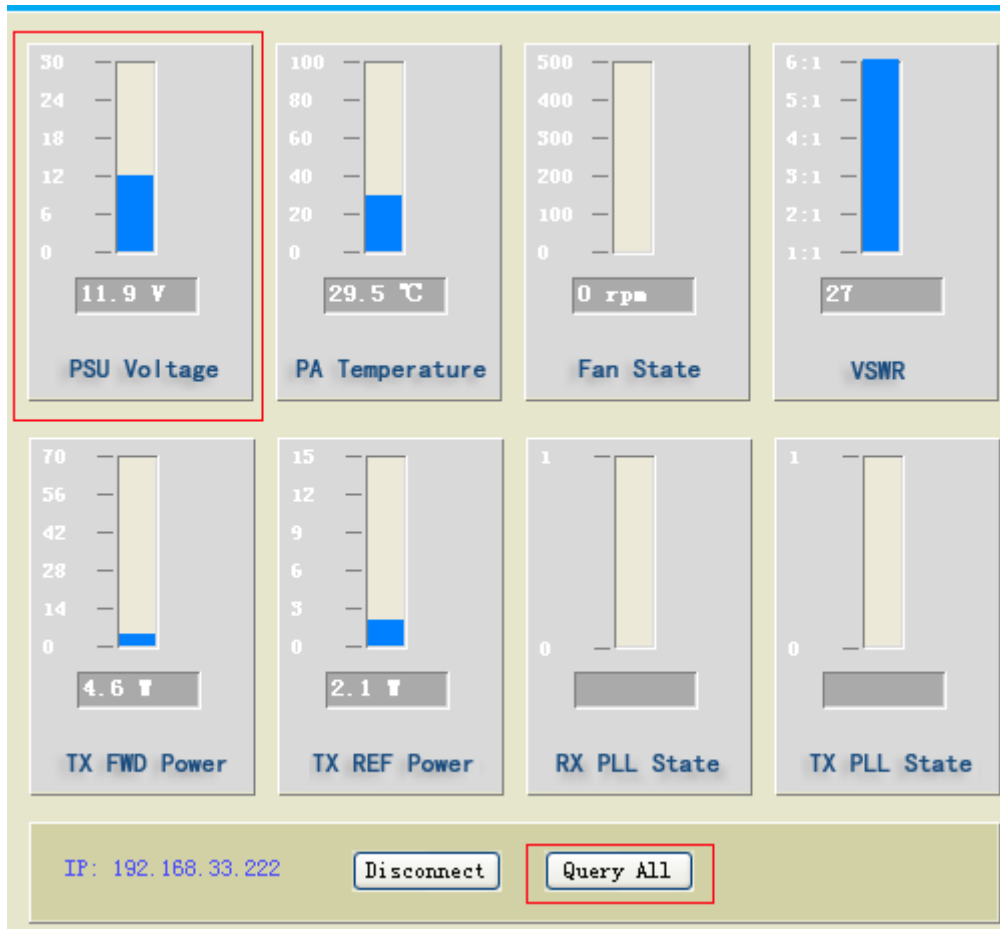 30
24
18
12
6
0
11.9 V
PSU Voltage
100
80
60
40
20
0
29.5 ℃
PA Temperature
500
400
300
200
100
0
0 rpm
Fan State
6:1
5:1
4:1
3:1
2:1
1:1
27
VSWR
70
56
42
28
14
0
4.6 W
TX FWD Power
15
12
9
6
3
0
2.1 W
TX REF Power
1
0
RX PLL State
1
0
TX PLL State
IP: 192.168.33.222
Disconnect
Query All